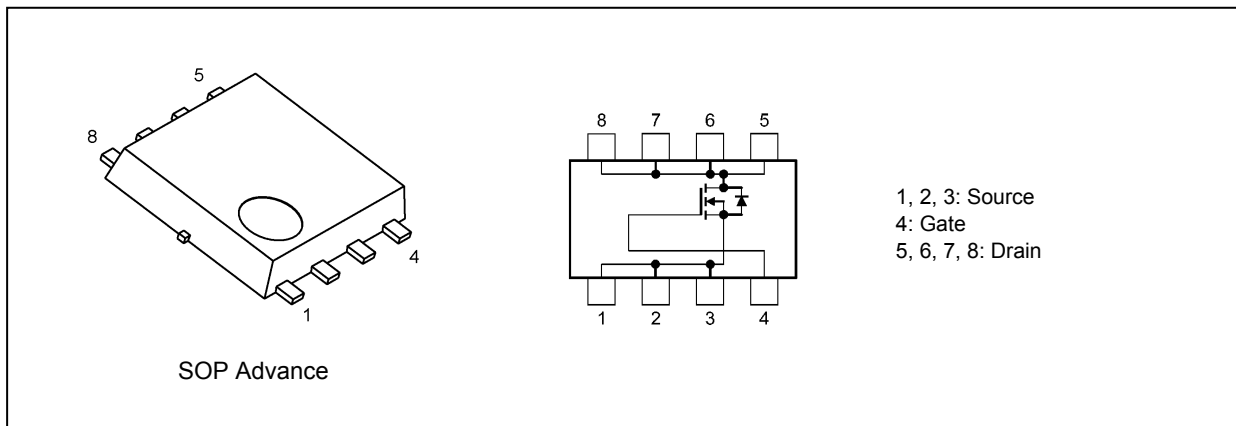 5
8
4
1
SOP Advance
8 7 6 5
1 2 3 4
1, 2, 3: Source
4: Gate
5, 6, 7, 8: Drain